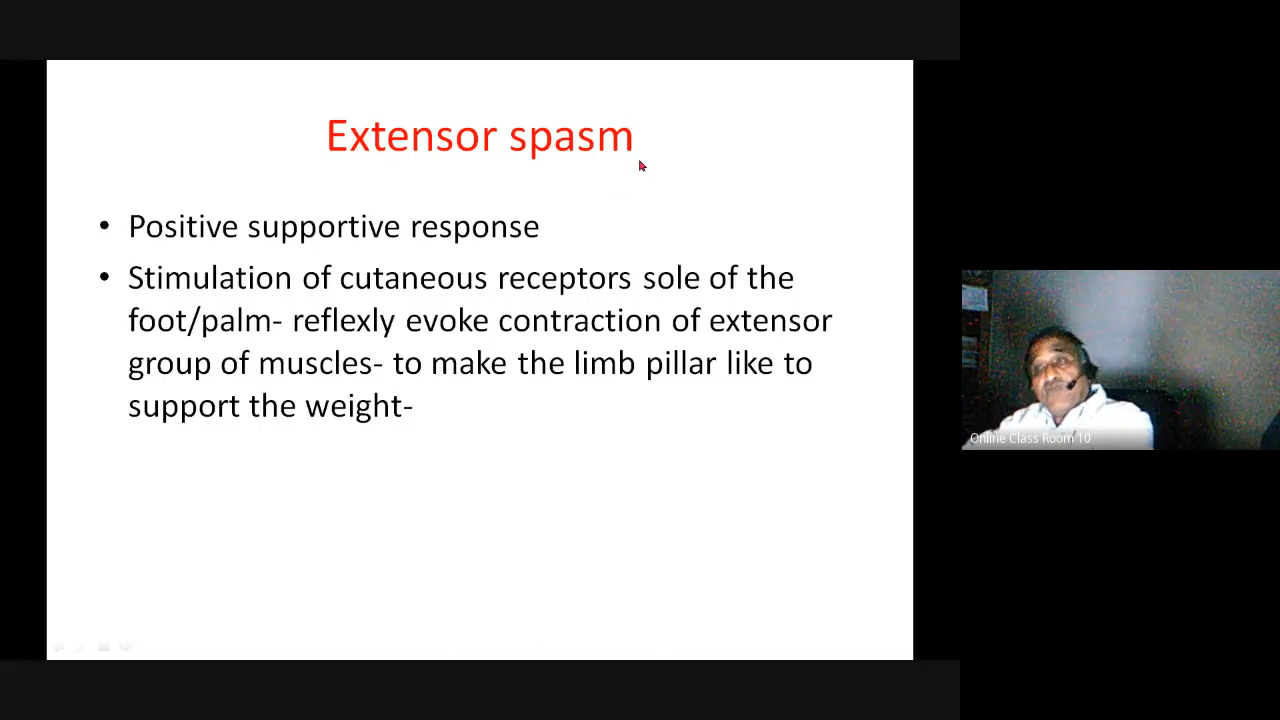 Extensor spasm
• Positive supportive response
• Stimulation of cutaneous receptors sole of the
foot/palm- reflexly evoke contraction of extensor
group of muscles- to make the limb pillar like to
support the weight-
Online Class Room 10